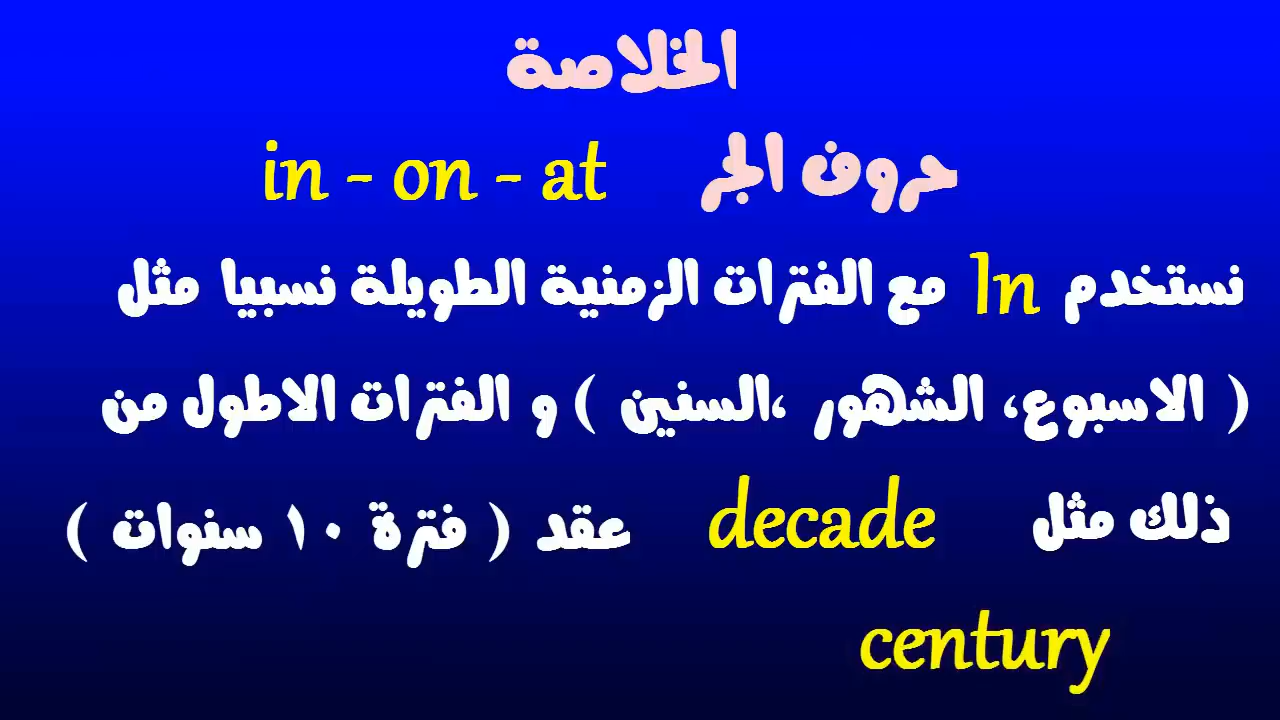 الخلاصة
حروف الجر in - on - at
نستخدم In مع الفترات الزمنية الطويلة نسبيا مثل
( الاسبوع، الشهور ،السنين ) و الفترات الاطول من
ذلك مثل decade عقد ( فترة ١٠ سنوات )
century